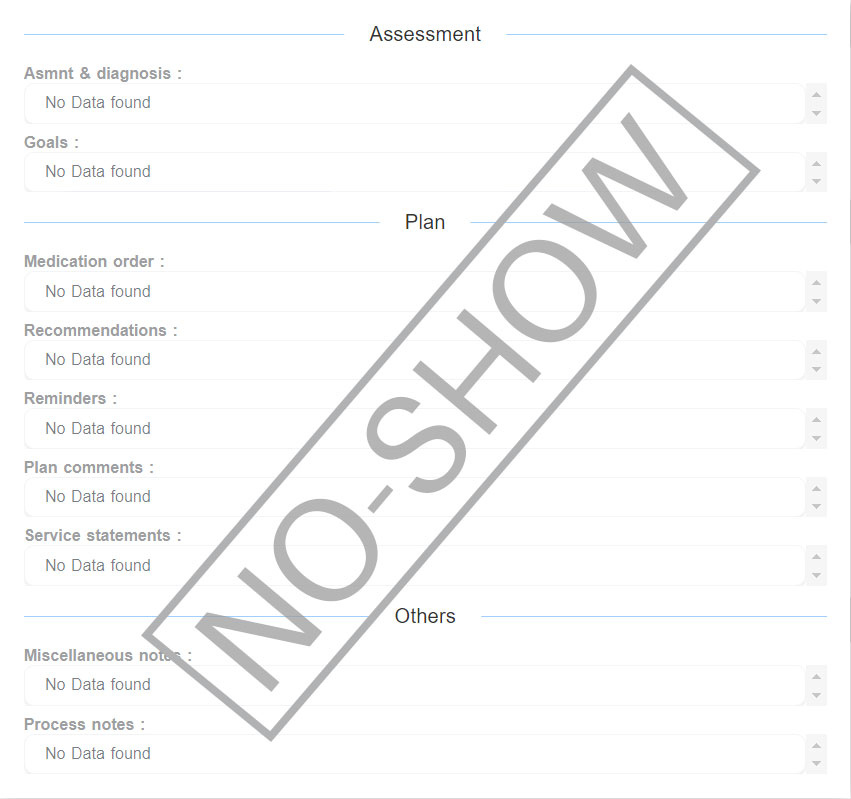 Assessment
Asmnt & diagnosis :
No Data found
Goals :
No Data found
Plan
Medication order :
No Data found
Recommendations :
No Data found
Reminders :
No Data found
Plan comments :
No Data found
Service statements :
No Data found
Others
Miscellaneous notes :
No Data found
Process notes :
No Data found
NO-SHOW